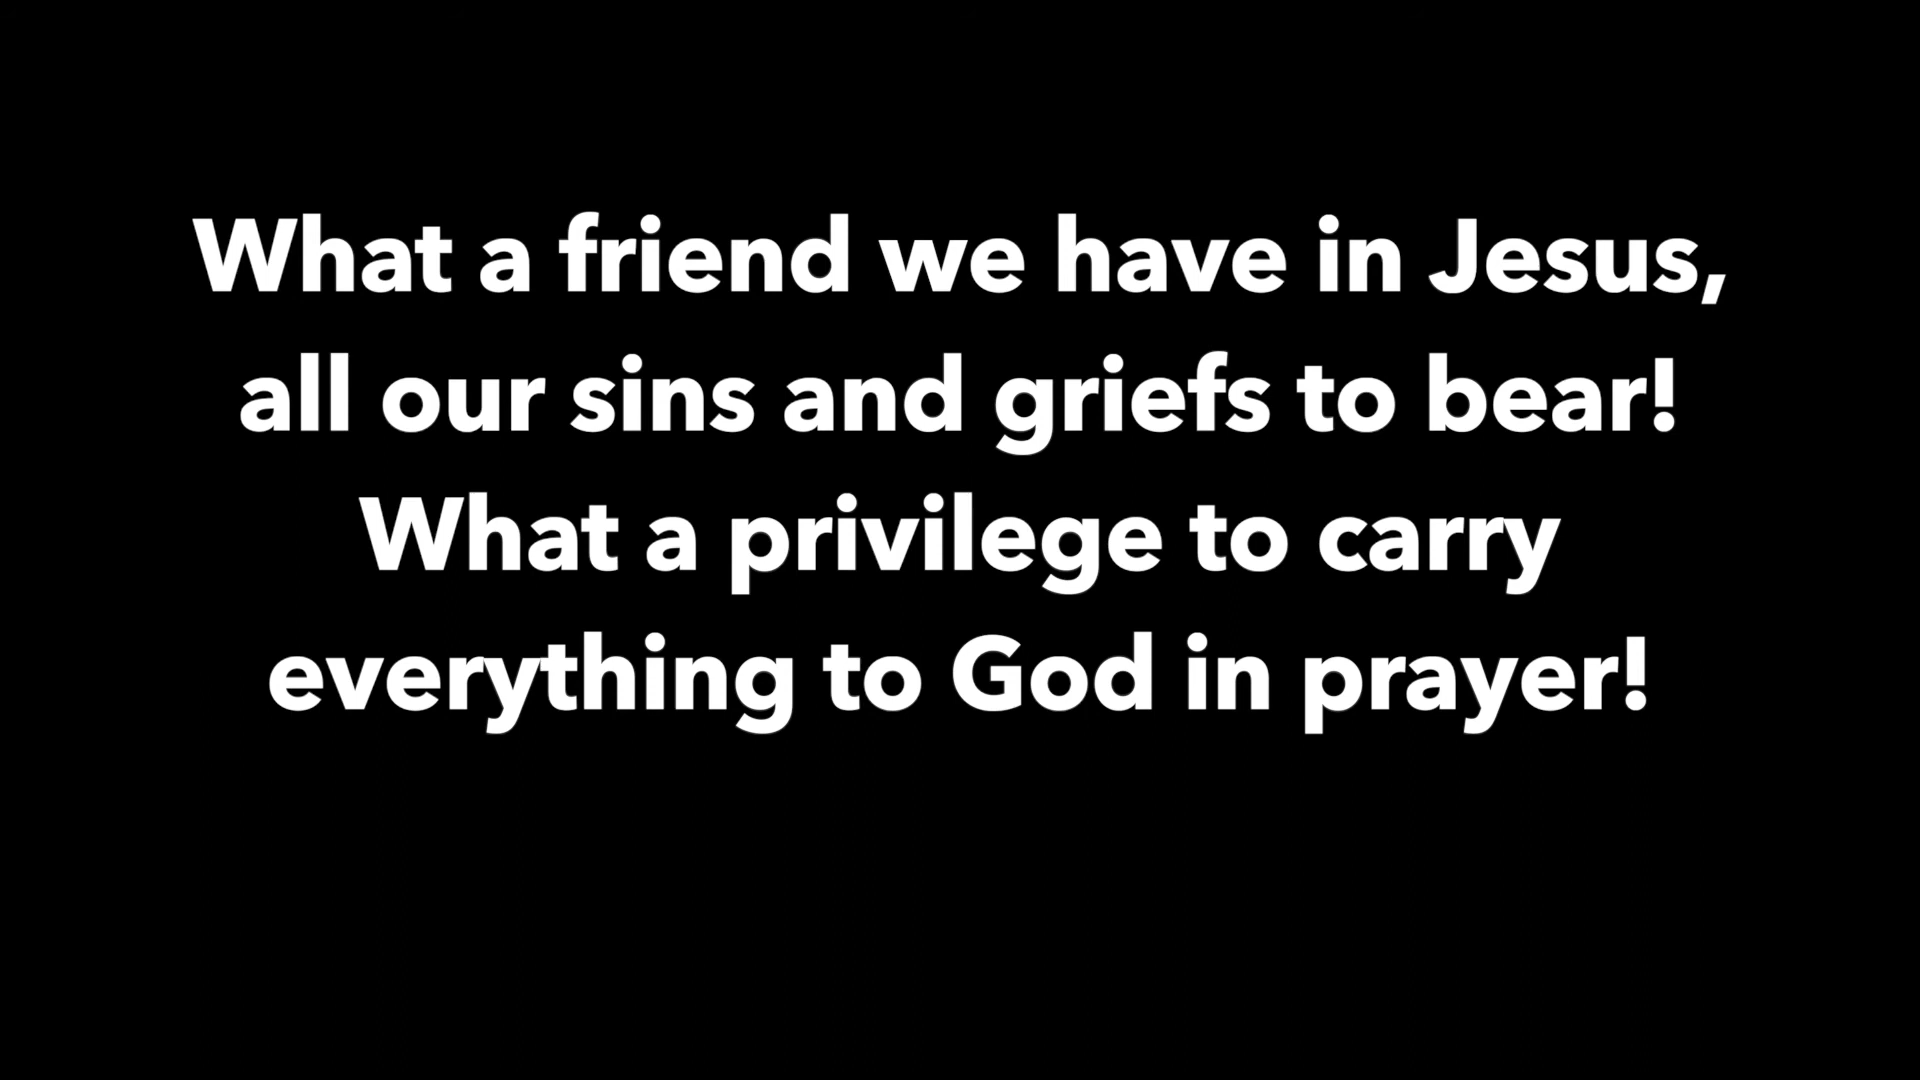 What a friend we have in Jesus,
all our sins and griefs to bear!
What a privilege to carry
everything to God in prayer!